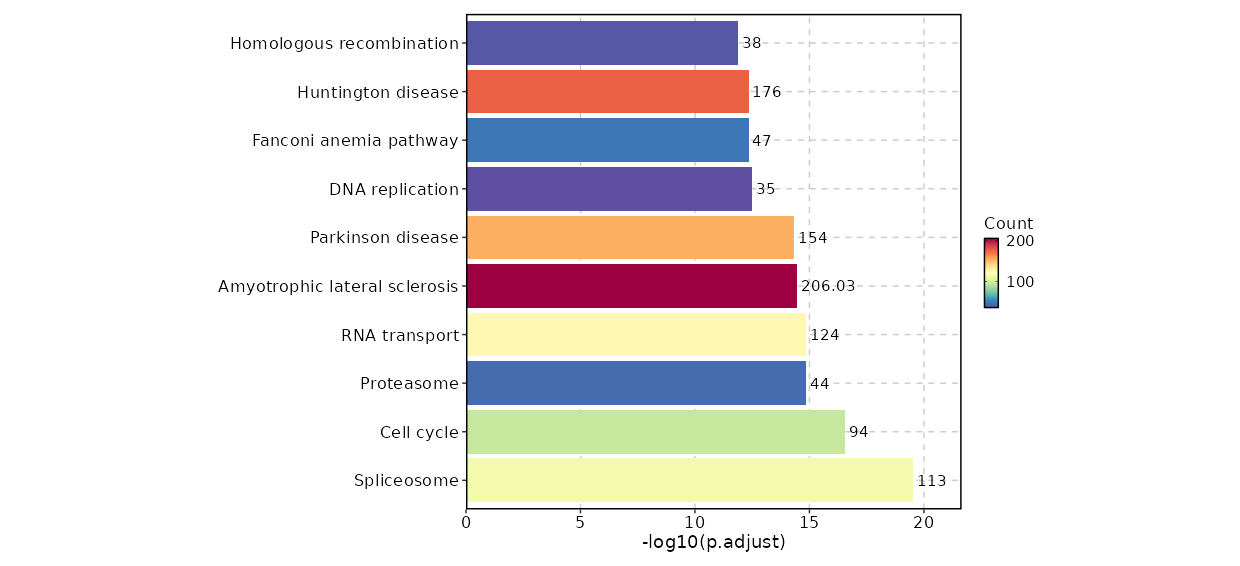 Homologous recombination 38
Huntington disease 176
Fanconi anemia pathway 47
DNA replication 35
Parkinson disease 154
Amyotrophic lateral sclerosis 206.03
RNA transport 124
Proteasome 44
Cell cycle 94
Spliceosome 113
0 5 10 15 20
-log10(p.adjust)
Count
200
100